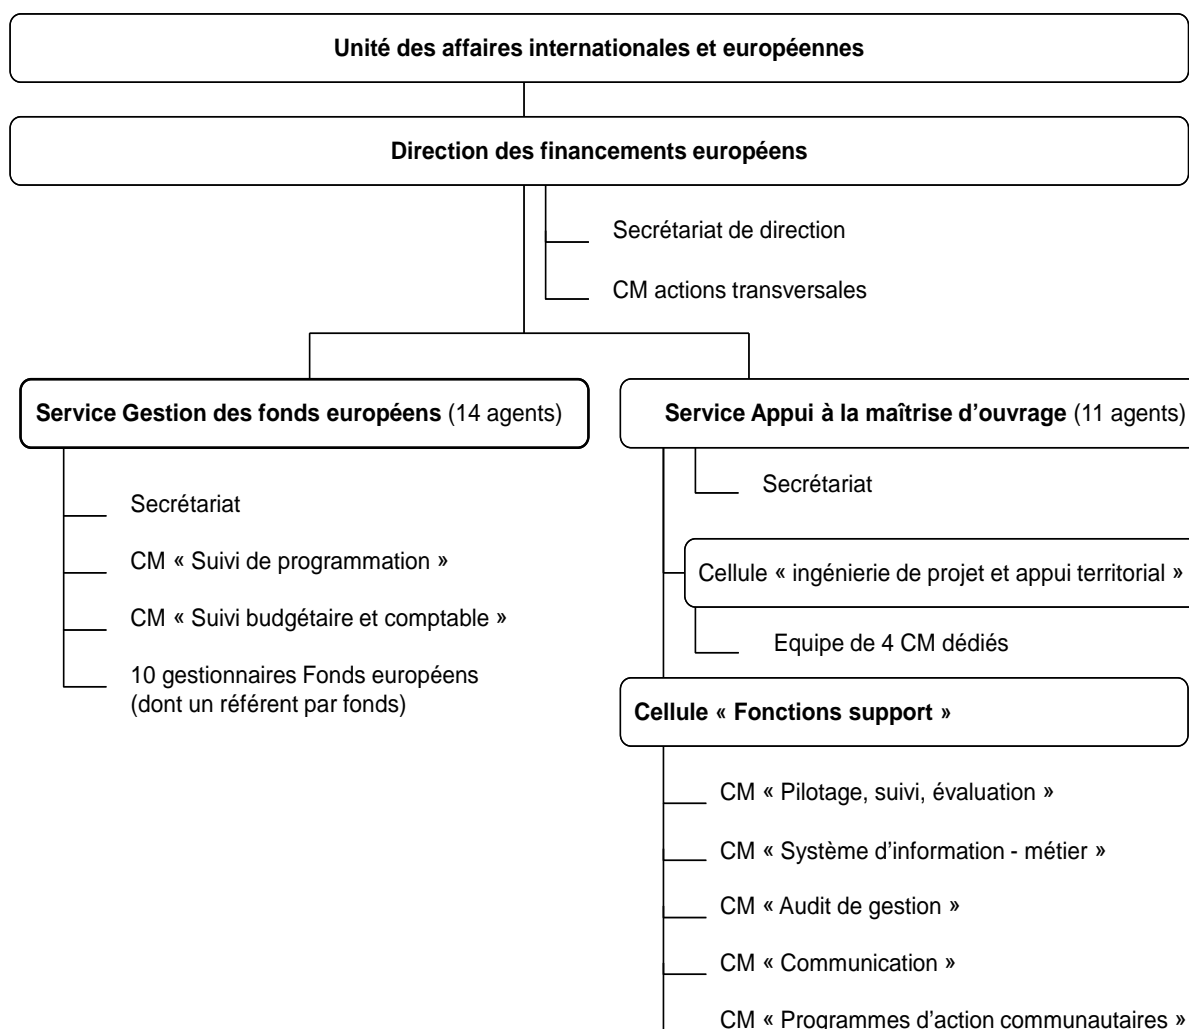 Unité des affaires internationales et européennes
Direction des financements européens
Secrétariat de direction
CM actions transversales
Service Gestion des fonds européens (14 agents)
Secrétariat
CM « Suivi de programmation »
CM « Suivi budgétaire et comptable »
10 gestionnaires Fonds européens
(dont un référent par fonds)
Service Appui à la maîtrise d’ouvrage (11 agents)
Secrétariat
Cellule « ingénierie de projet et appui territorial »
Equipe de 4 CM dédiés
Cellule « Fonctions support »
CM « Pilotage, suivi, évaluation »
CM « Système d’information - métier »
CM « Audit de gestion »
CM « Communication »
CM « Programmes d’action communautaires »